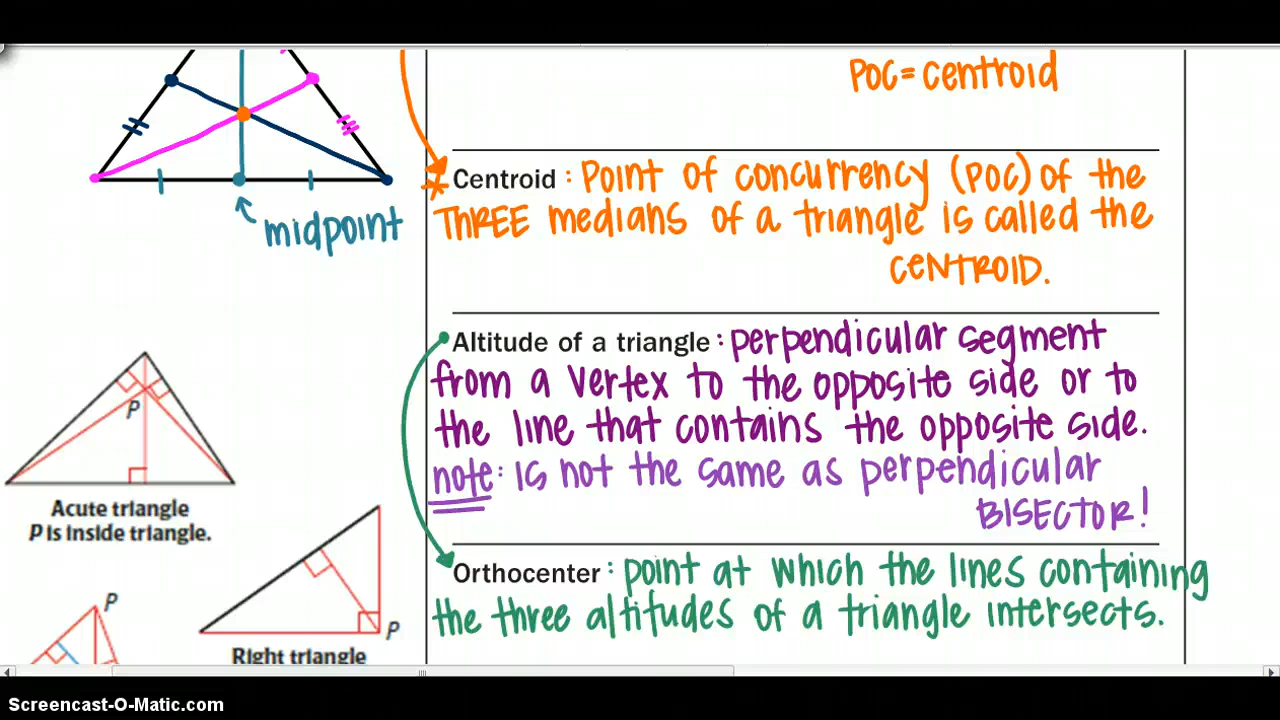 POC = centroid
Centroid : Point of concurrency (POC) of the
THREE medians of a triangle is called the
CENTROID.
midpoint
Altitude of a triangle : perpendicular segment
from a vertex to the opposite side or to
the line that contains the opposite side.
note: is not the same as perpendicular
BISECTOR!
P
Acute triangle
P is inside triangle.
Orthocenter : point at which the lines containing
the three altitudes of a triangle intersects.
P
P
Right triangle
Screencast-O-Matic.com